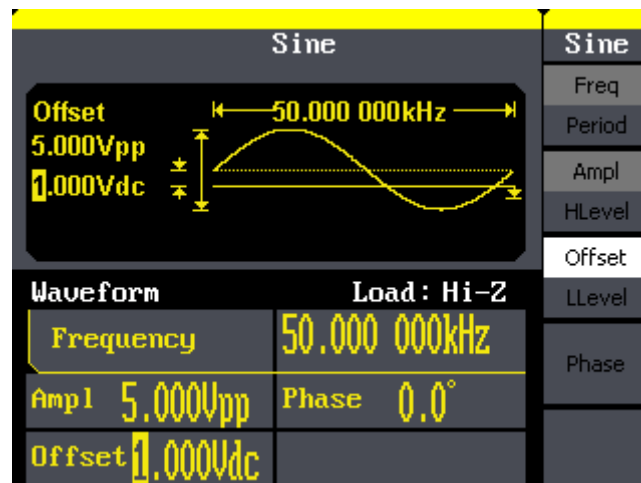 Sine
Offset
50.000 000kHz
5.000Vpp
1.000Vdc
Waveform Load: Hi-Z
Frequency 50.000 000kHz
Ampl 5.000Vpp Phase 0.0°
Offset 1.000Vdc
Sine
Freq
Period
Ampl
HLevel
Offset
LLevel
Phase